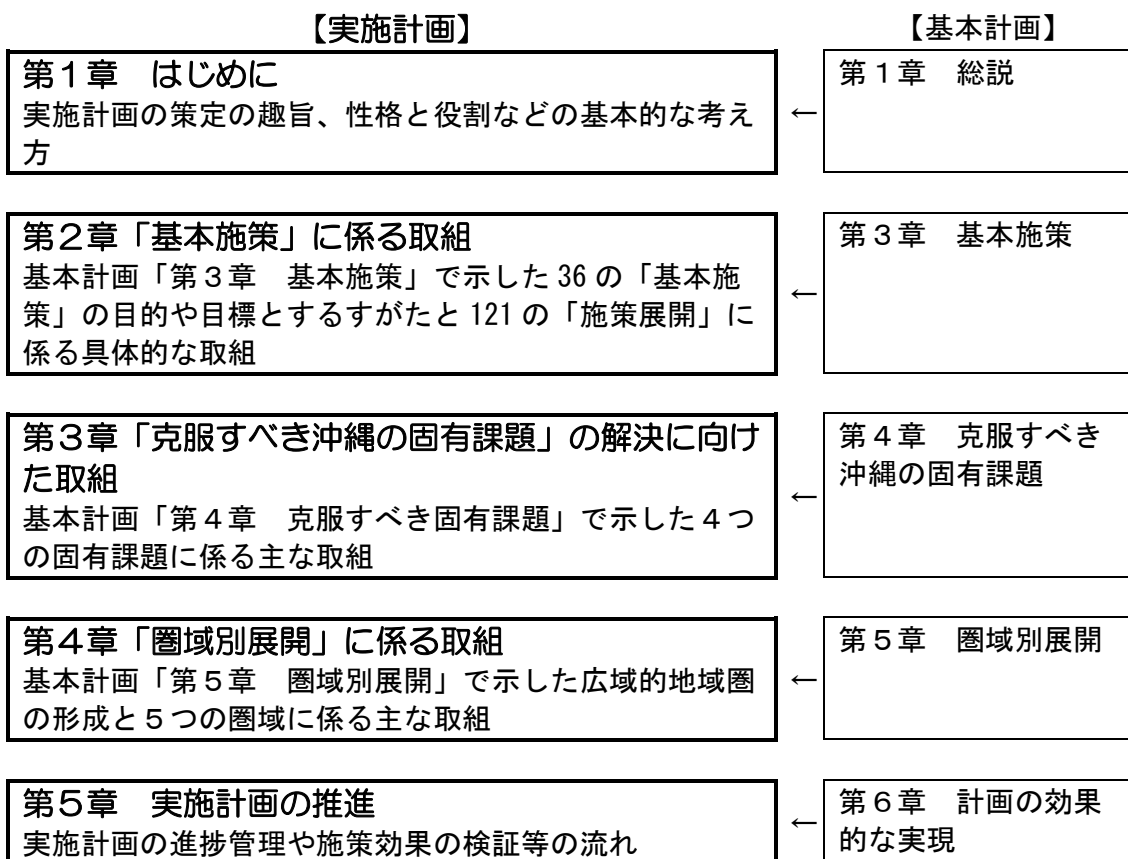 【実施計画】 【基本計画】
第１章　はじめに
実施計画の策定の趣旨、性格と役割などの基本的な考え
方
←
第１章　総説
第２章「基本施策」に係る取組
基本計画「第３章　基本施策」で示した 36 の「基本施
策」の目的や目標とするすがたと 121 の「施策展開」に
係る具体的な取組
←
第３章　基本施策
第３章「克服すべき沖縄の固有課題」の解決に向け
た取組
基本計画「第４章　克服すべき固有課題」で示した４つ
の固有課題に係る主な取組
←
第４章　克服すべき
沖縄の固有課題
第４章「圏域別展開」に係る取組
基本計画「第５章　圏域別展開」で示した広域的地域圏
の形成と５つの圏域に係る主な取組
←
第５章　圏域別展開
第５章　実施計画の推進
実施計画の進捗管理や施策効果の検証等の流れ
←
第６章　計画の効果
的な実現